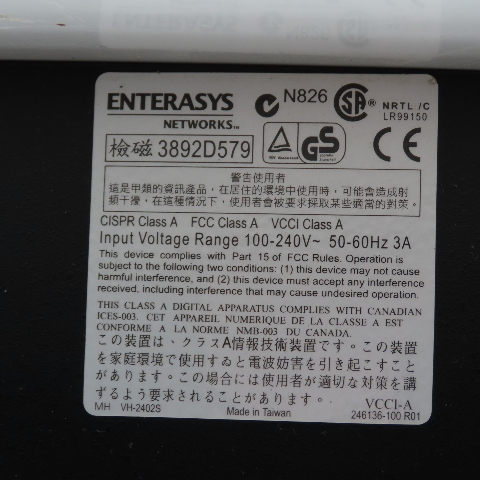 ENTERASYS
NETWORKS™
N826
NRTL/C
LR99150
檢磁 3892D579
GS
CE
警告使用者
這是甲類的資訊產品，在居住的環境中使用時，可能會造成射
頻干擾，在這種情況下，使用者會被要求採取某些適當的對策。
CISPR Class A FCC Class A VCCI Class A
Input Voltage Range 100-240V~ 50-60Hz 3A
This device complies with Part 15 of FCC Rules. Operation is
subject to the following two conditions: (1) this device may not cause
harmful interference, and (2) this device must accept any interference
received, including interference that may cause undesired operation.
THIS CLASS A DIGITAL APPARATUS COMPLIES WITH CANADIAN
ICES-003. CET APPAREIL NUMERIQUE DE LA CLASSE A EST
CONFORME A LA NORME NMB-003 DU CANADA.
この装置は、クラスA情報技術装置です。この装置
を家庭環境で使用すゐと電波妨害を引き起こすこと
があります。この場合には使用者が適切な対策を講
ずるよう要求されることがあります。
VCCI-A
MH VH-2402S
Made in Taiwan
246136-100 R01